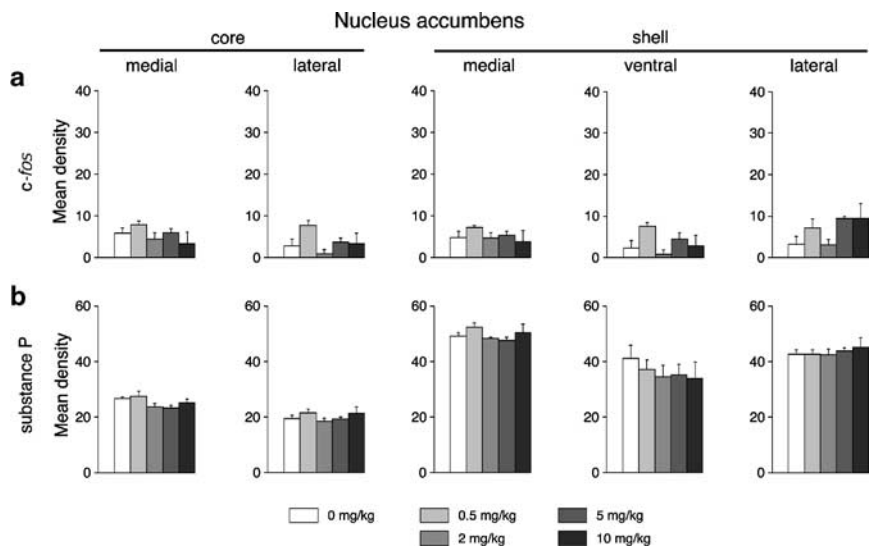 Nucleus accumbens
core shell
medial lateral medial ventral lateral
a
c-fos
Mean density
40 40 40 40 40
30 30 30 30 30
20 20 20 20 20
10 10 10 10 10
0 0 0 0 0
b
substance P
Mean density
60 60 60 60 60
40 40 40 40 40
20 20 20 20 20
0 0 0 0 0
0 mg/kg 0.5 mg/kg 5 mg/kg
2 mg/kg 10 mg/kg